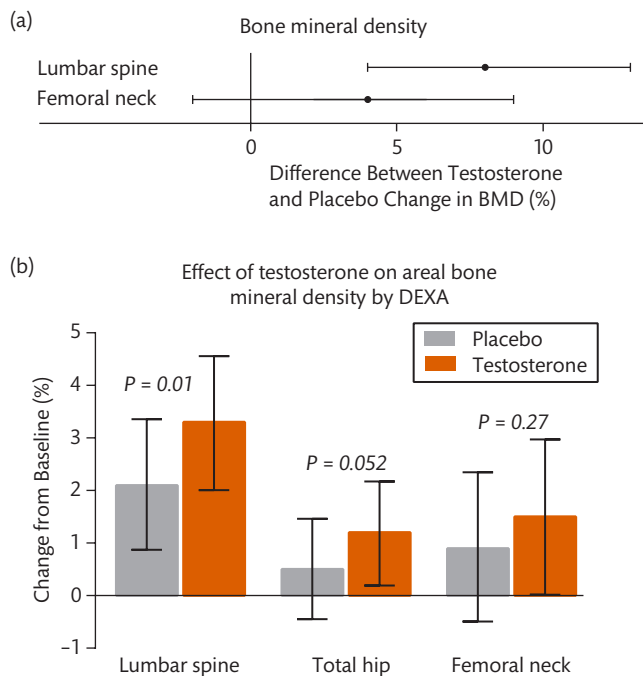 (a)
Bone mineral density
Lumbar spine
Femoral neck
0
5
10
Difference Between Testosterone
and Placebo Change in BMD (%)
(b)
Effect of testosterone on areal bone
mineral density by DEXA
Change from Baseline (%)
5
4
3
2
1
0
–1
Placebo
Testosterone
P = 0.01
P = 0.052
P = 0.27
Lumbar spine
Total hip
Femoral neck